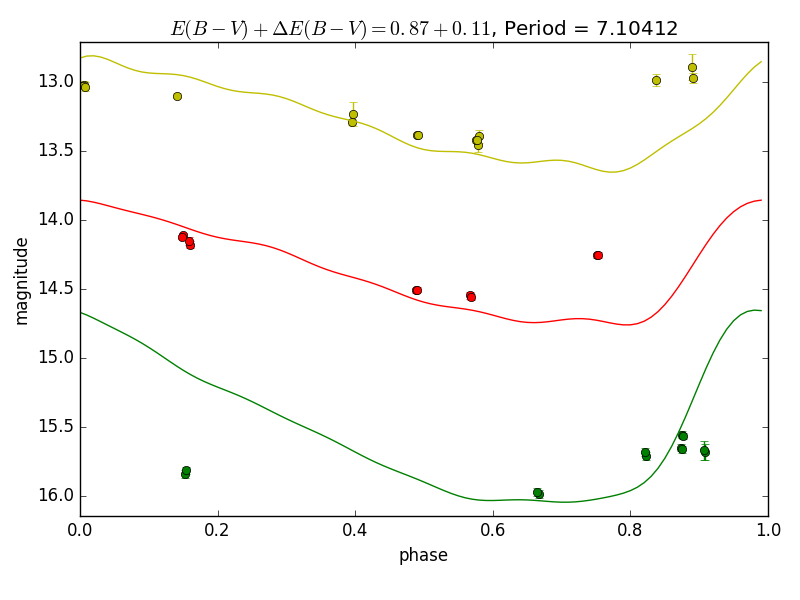 E(B − V) + ΔE(B − V) = 0.87 + 0.11, Period = 7.10412
13.0
13.5
14.0
14.5
15.0
15.5
16.0
magnitude
0.0 0.2 0.4 0.6 0.8 1.0
phase